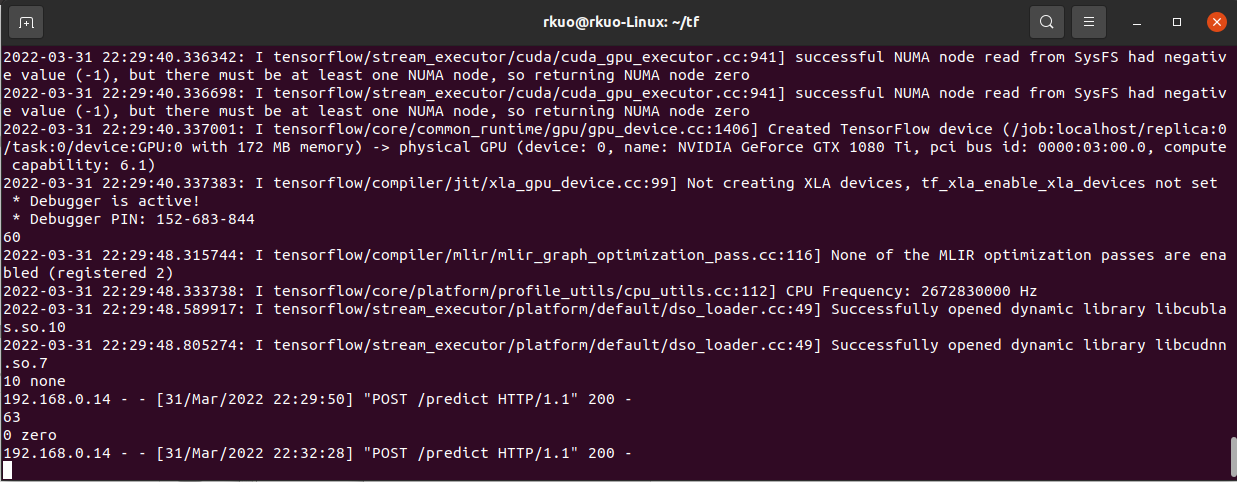 rkuo@rkuo-Linux: ~/tf
2022-03-31 22:29:40.336342: I tensorflow/stream_executor/cuda/cuda_gpu_executor.cc:941] successful NUMA node read from SysFS had negativ
e value (-1), but there must be at least one NUMA node, so returning NUMA node zero
2022-03-31 22:29:40.336698: I tensorflow/stream_executor/cuda/cuda_gpu_executor.cc:941] successful NUMA node read from SysFS had negativ
e value (-1), but there must be at least one NUMA node, so returning NUMA node zero
2022-03-31 22:29:40.337001: I tensorflow/core/common_runtime/gpu/gpu_device.cc:1406] Created TensorFlow device (/job:localhost/replica:0
/task:0/device:GPU:0 with 172 MB memory) -> physical GPU (device: 0, name: NVIDIA GeForce GTX 1080 Ti, pci bus id: 0000:03:00.0, compute
capability: 6.1)
2022-03-31 22:29:40.337383: I tensorflow/compiler/jit/xla_gpu_device.cc:99] Not creating XLA devices, tf_xla_enable_xla_devices not set
* Debugger is active!
* Debugger PIN: 152-683-844
60
2022-03-31 22:29:48.315744: I tensorflow/compiler/mlir/mlir_graph_optimization_pass.cc:116] None of the MLIR optimization passes are ena
bled (registered 2)
2022-03-31 22:29:48.333738: I tensorflow/core/platform/profile_utils/cpu_utils.cc:112] CPU Frequency: 2672830000 Hz
2022-03-31 22:29:48.589917: I tensorflow/stream_executor/platform/default/dso_loader.cc:49] Successfully opened dynamic library libcubla
s.so.10
2022-03-31 22:29:48.805274: I tensorflow/stream_executor/platform/default/dso_loader.cc:49] Successfully opened dynamic library libcudnn
.so.7
10 none
192.168.0.14 - - [31/Mar/2022 22:29:50] "POST /predict HTTP/1.1" 200 -
63
0 zero
192.168.0.14 - - [31/Mar/2022 22:32:28] "POST /predict HTTP/1.1" 200 -